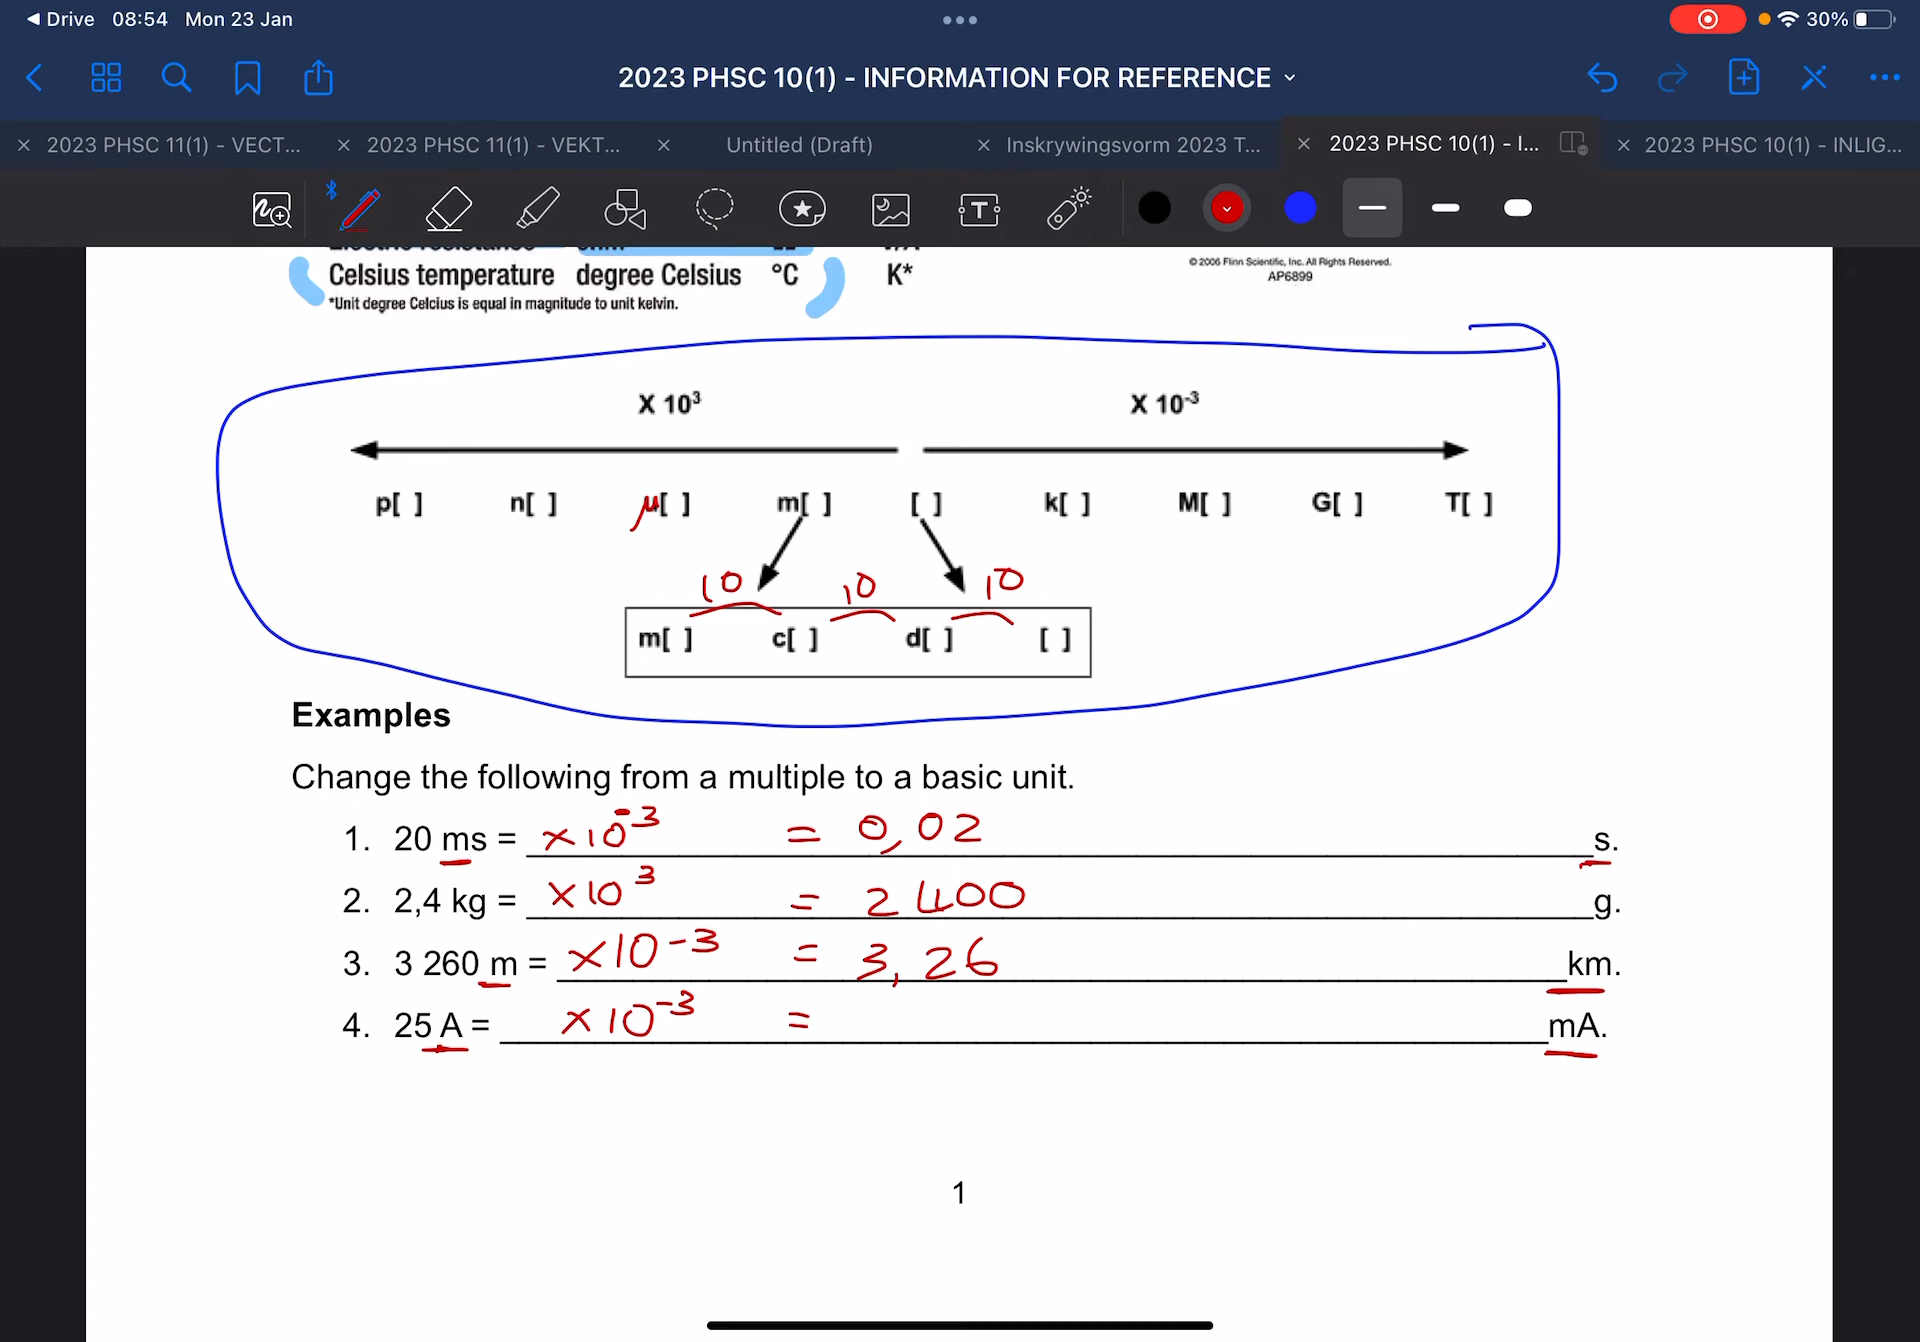 Drive 08:54 Mon 23 Jan 30%
2023 PHSC 10(1) - INFORMATION FOR REFERENCE
2023 PHSC 11(1) - VECT... 2023 PHSC 11(1) - VEKT... Untitled (Draft) Inskrywingsvorm 2023 T... 2023 PHSC 10(1) - I... 2023 PHSC 10(1) - INLIG...
Celsius temperature degree Celsius °C K*
*Unit degree Celcius is equal in magnitude to unit kelvin.
© 2006 Flinn Scientific, Inc. All Rights Reserved.
AP6899
X 10³ X 10⁻³
p[ ] n[ ] μ[ ] m[ ] [ ] k[ ] M[ ] G[ ] T[ ]
10 10 10
m[ ] c[ ] d[ ] [ ]
Examples
Change the following from a multiple to a basic unit.
1. 20 ms = ×10⁻³ = 0,02 s.
2. 2,4 kg = ×10³ = 2 400 g.
3. 3 260 m = ×10⁻³ = 3,26 km.
4. 25 A = ×10⁻³ = mA.
1